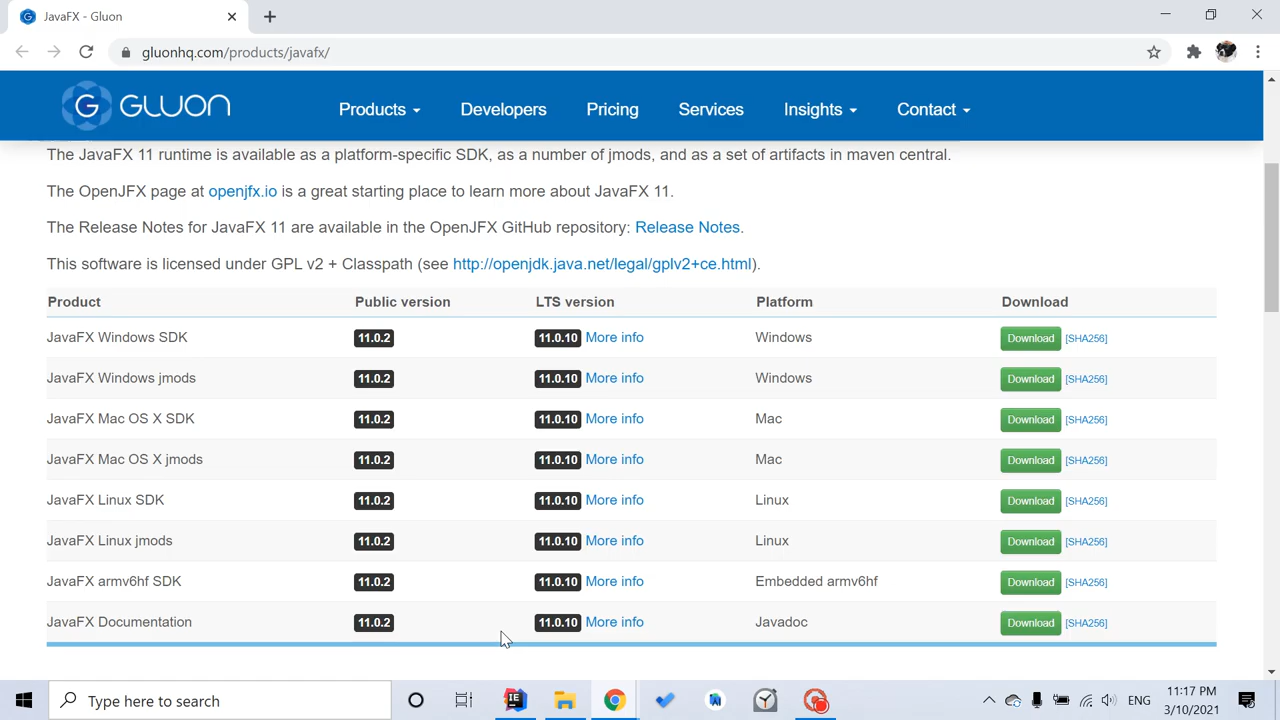 JavaFX - Gluon
gluonhq.com/products/javafx/
G GLUON Products Developers Pricing Services Insights Contact
The JavaFX 11 runtime is available as a platform-specific SDK, as a number of jmods, and as a set of artifacts in maven central.
The OpenJFX page at openjfx.io is a great starting place to learn more about JavaFX 11.
The Release Notes for JavaFX 11 are available in the OpenJFX GitHub repository: Release Notes.
This software is licensed under GPL v2 + Classpath (see http://openjdk.java.net/legal/gplv2+ce.html).
Product Public version LTS version Platform Download
JavaFX Windows SDK 11.0.2 11.0.10 More info Windows Download [SHA256]
JavaFX Windows jmods 11.0.2 11.0.10 More info Windows Download [SHA256]
JavaFX Mac OS X SDK 11.0.2 11.0.10 More info Mac Download [SHA256]
JavaFX Mac OS X jmods 11.0.2 11.0.10 More info Mac Download [SHA256]
JavaFX Linux SDK 11.0.2 11.0.10 More info Linux Download [SHA256]
JavaFX Linux jmods 11.0.2 11.0.10 More info Linux Download [SHA256]
JavaFX armv6hf SDK 11.0.2 11.0.10 More info Embedded armv6hf Download [SHA256]
JavaFX Documentation 11.0.2 11.0.10 More info Javadoc Download [SHA256]
Type here to search ENG 11:17 PM
3/10/2021